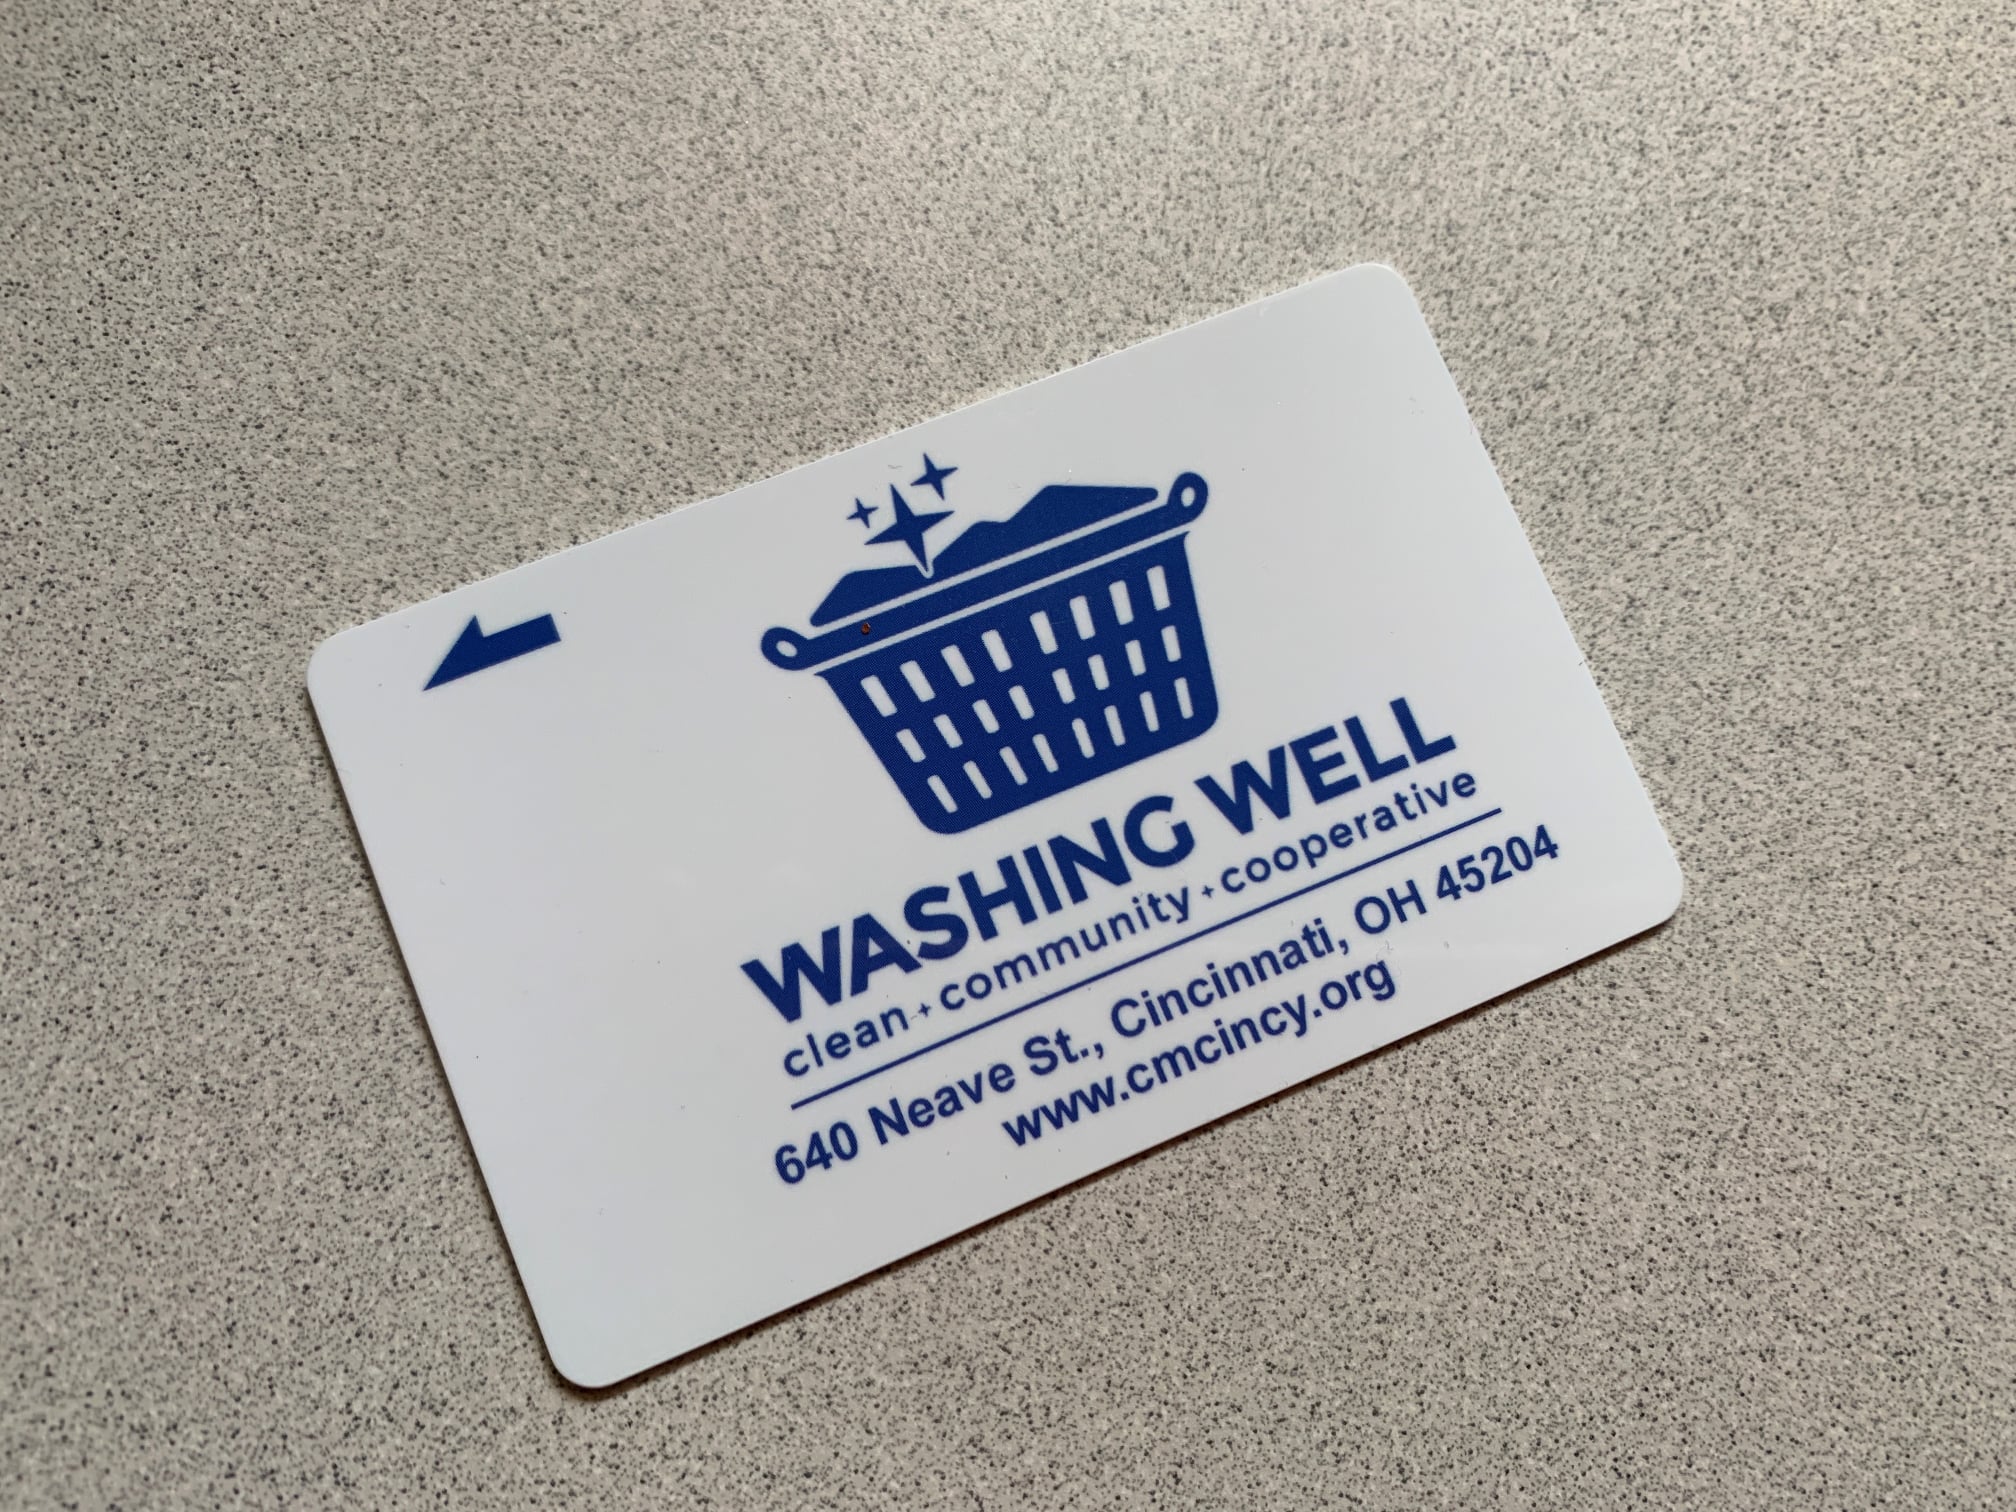 WASHING WELL
clean + community + cooperative
640 Neave St., Cincinnati, OH 45204
www.cmcincy.org